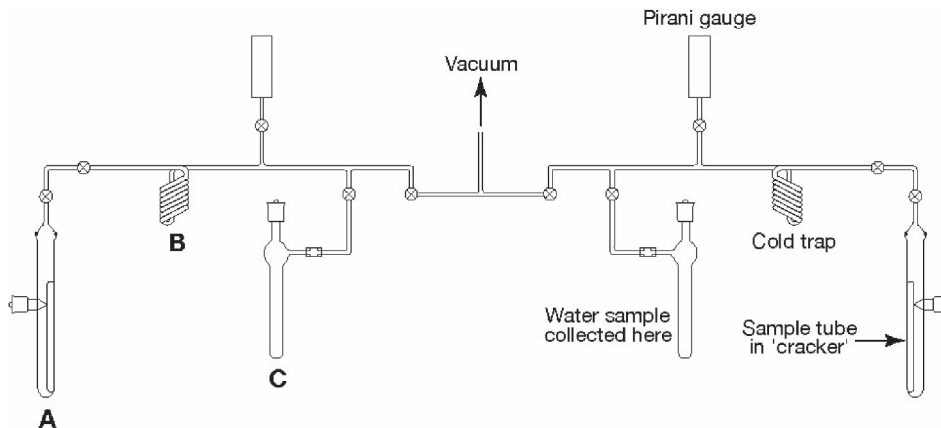 Pirani gauge
Vacuum
B
Cold trap
Water sample
collected here
Sample tube
in 'cracker'
C
A